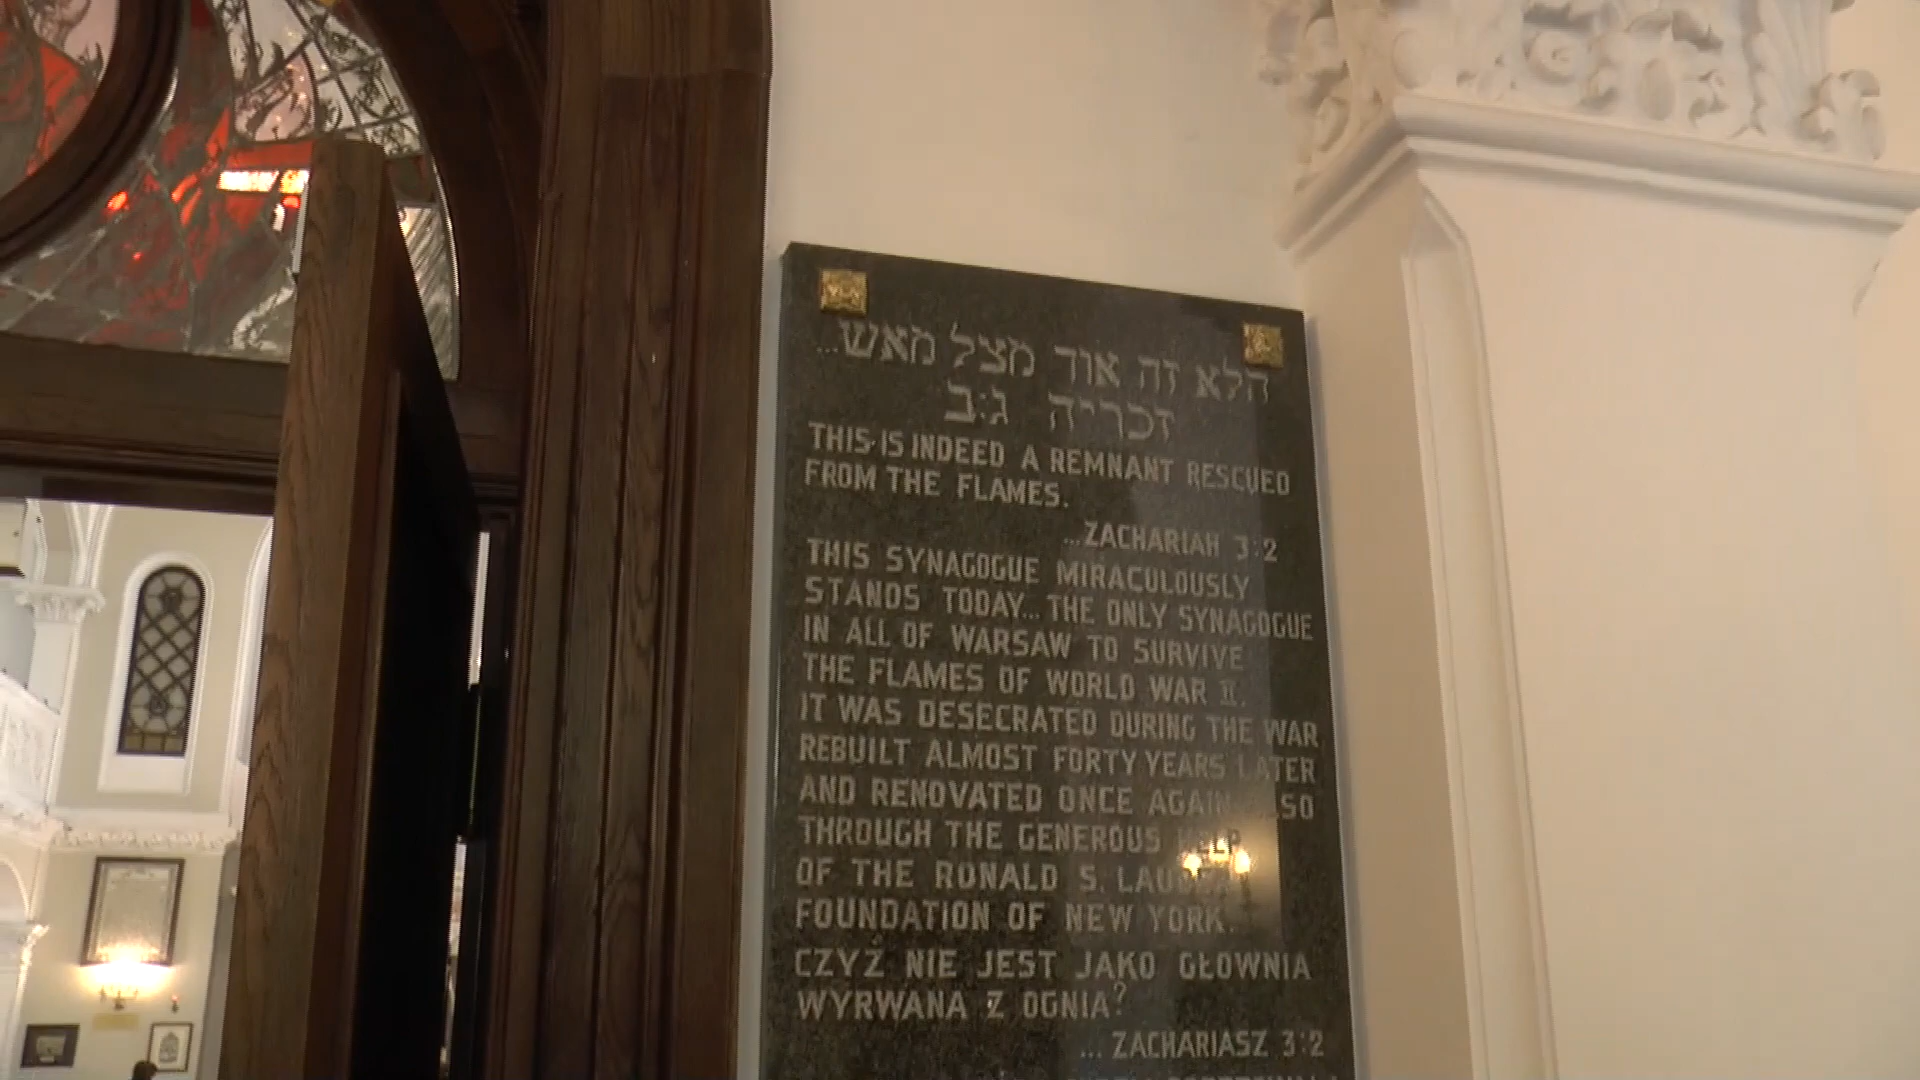 הלא זה אוד מצל מאש...
זכריה ג:ב
THIS IS INDEED A REMNANT RESCUED
FROM THE FLAMES.
...ZACHARIAH 3:2
THIS SYNAGOGUE MIRACULOUSLY
STANDS TODAY... THE ONLY SYNAGOGUE
IN ALL OF WARSAW TO SURVIVE
THE FLAMES OF WORLD WAR II.
IT WAS DESECRATED DURING THE WAR
REBUILT ALMOST FORTY YEARS LATER
AND RENOVATED ONCE AGAIN ALSO
THROUGH THE GENEROUS HELP
OF THE RONALD S. LAUDER
FOUNDATION OF NEW YORK.
CZYŻ NIE JEST JAKO GŁOWNIA
WYRWANA Z OGNIA?
... ZACHARIASZ 3:2